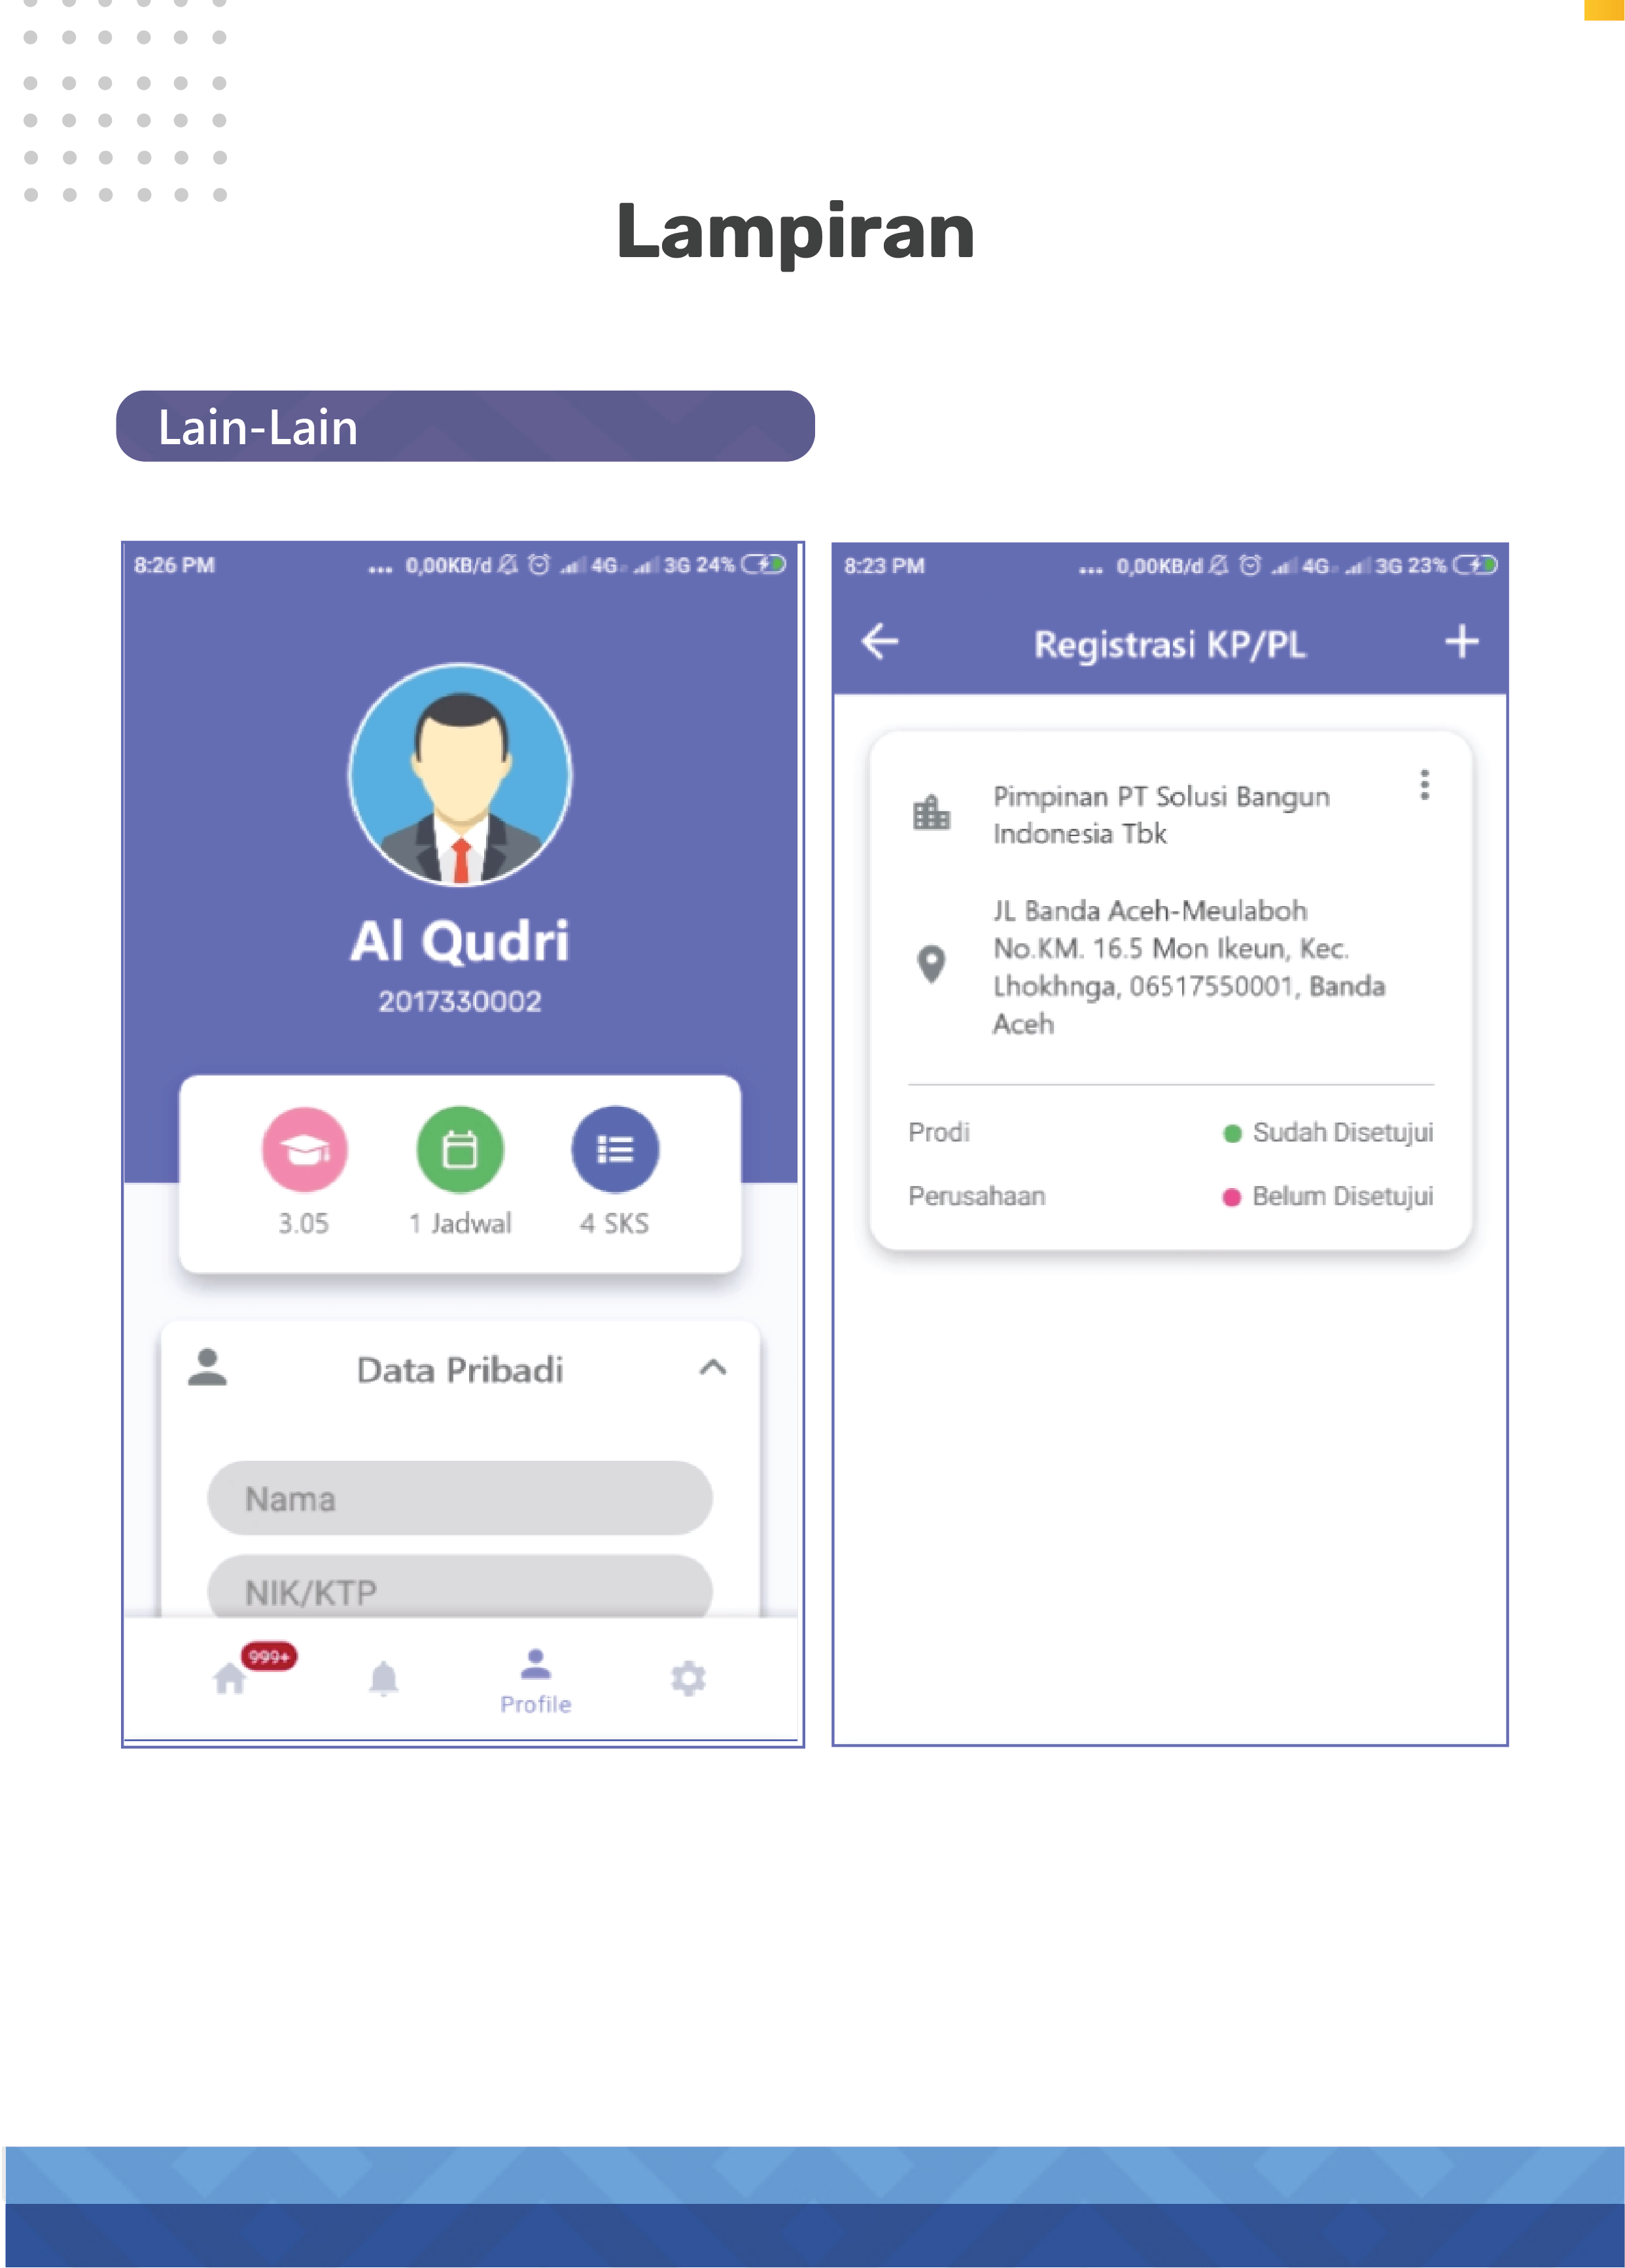 Lampiran
Lain-Lain
8:26 PM ... 0,00KB/d 4G 3G 24%
Al Qudri
2017330002
3.05 1 Jadwal 4 SKS
Data Pribadi
Nama
NIK/KTP
999+
Profile
8:23 PM ... 0,00KB/d 4G 3G 23%
Registrasi KP/PL
Pimpinan PT Solusi Bangun
Indonesia Tbk
JL Banda Aceh-Meulaboh
No.KM. 16.5 Mon Ikeun, Kec.
Lhokhnga, 06517550001, Banda
Aceh
Prodi Sudah Disetujui
Perusahaan Belum Disetujui